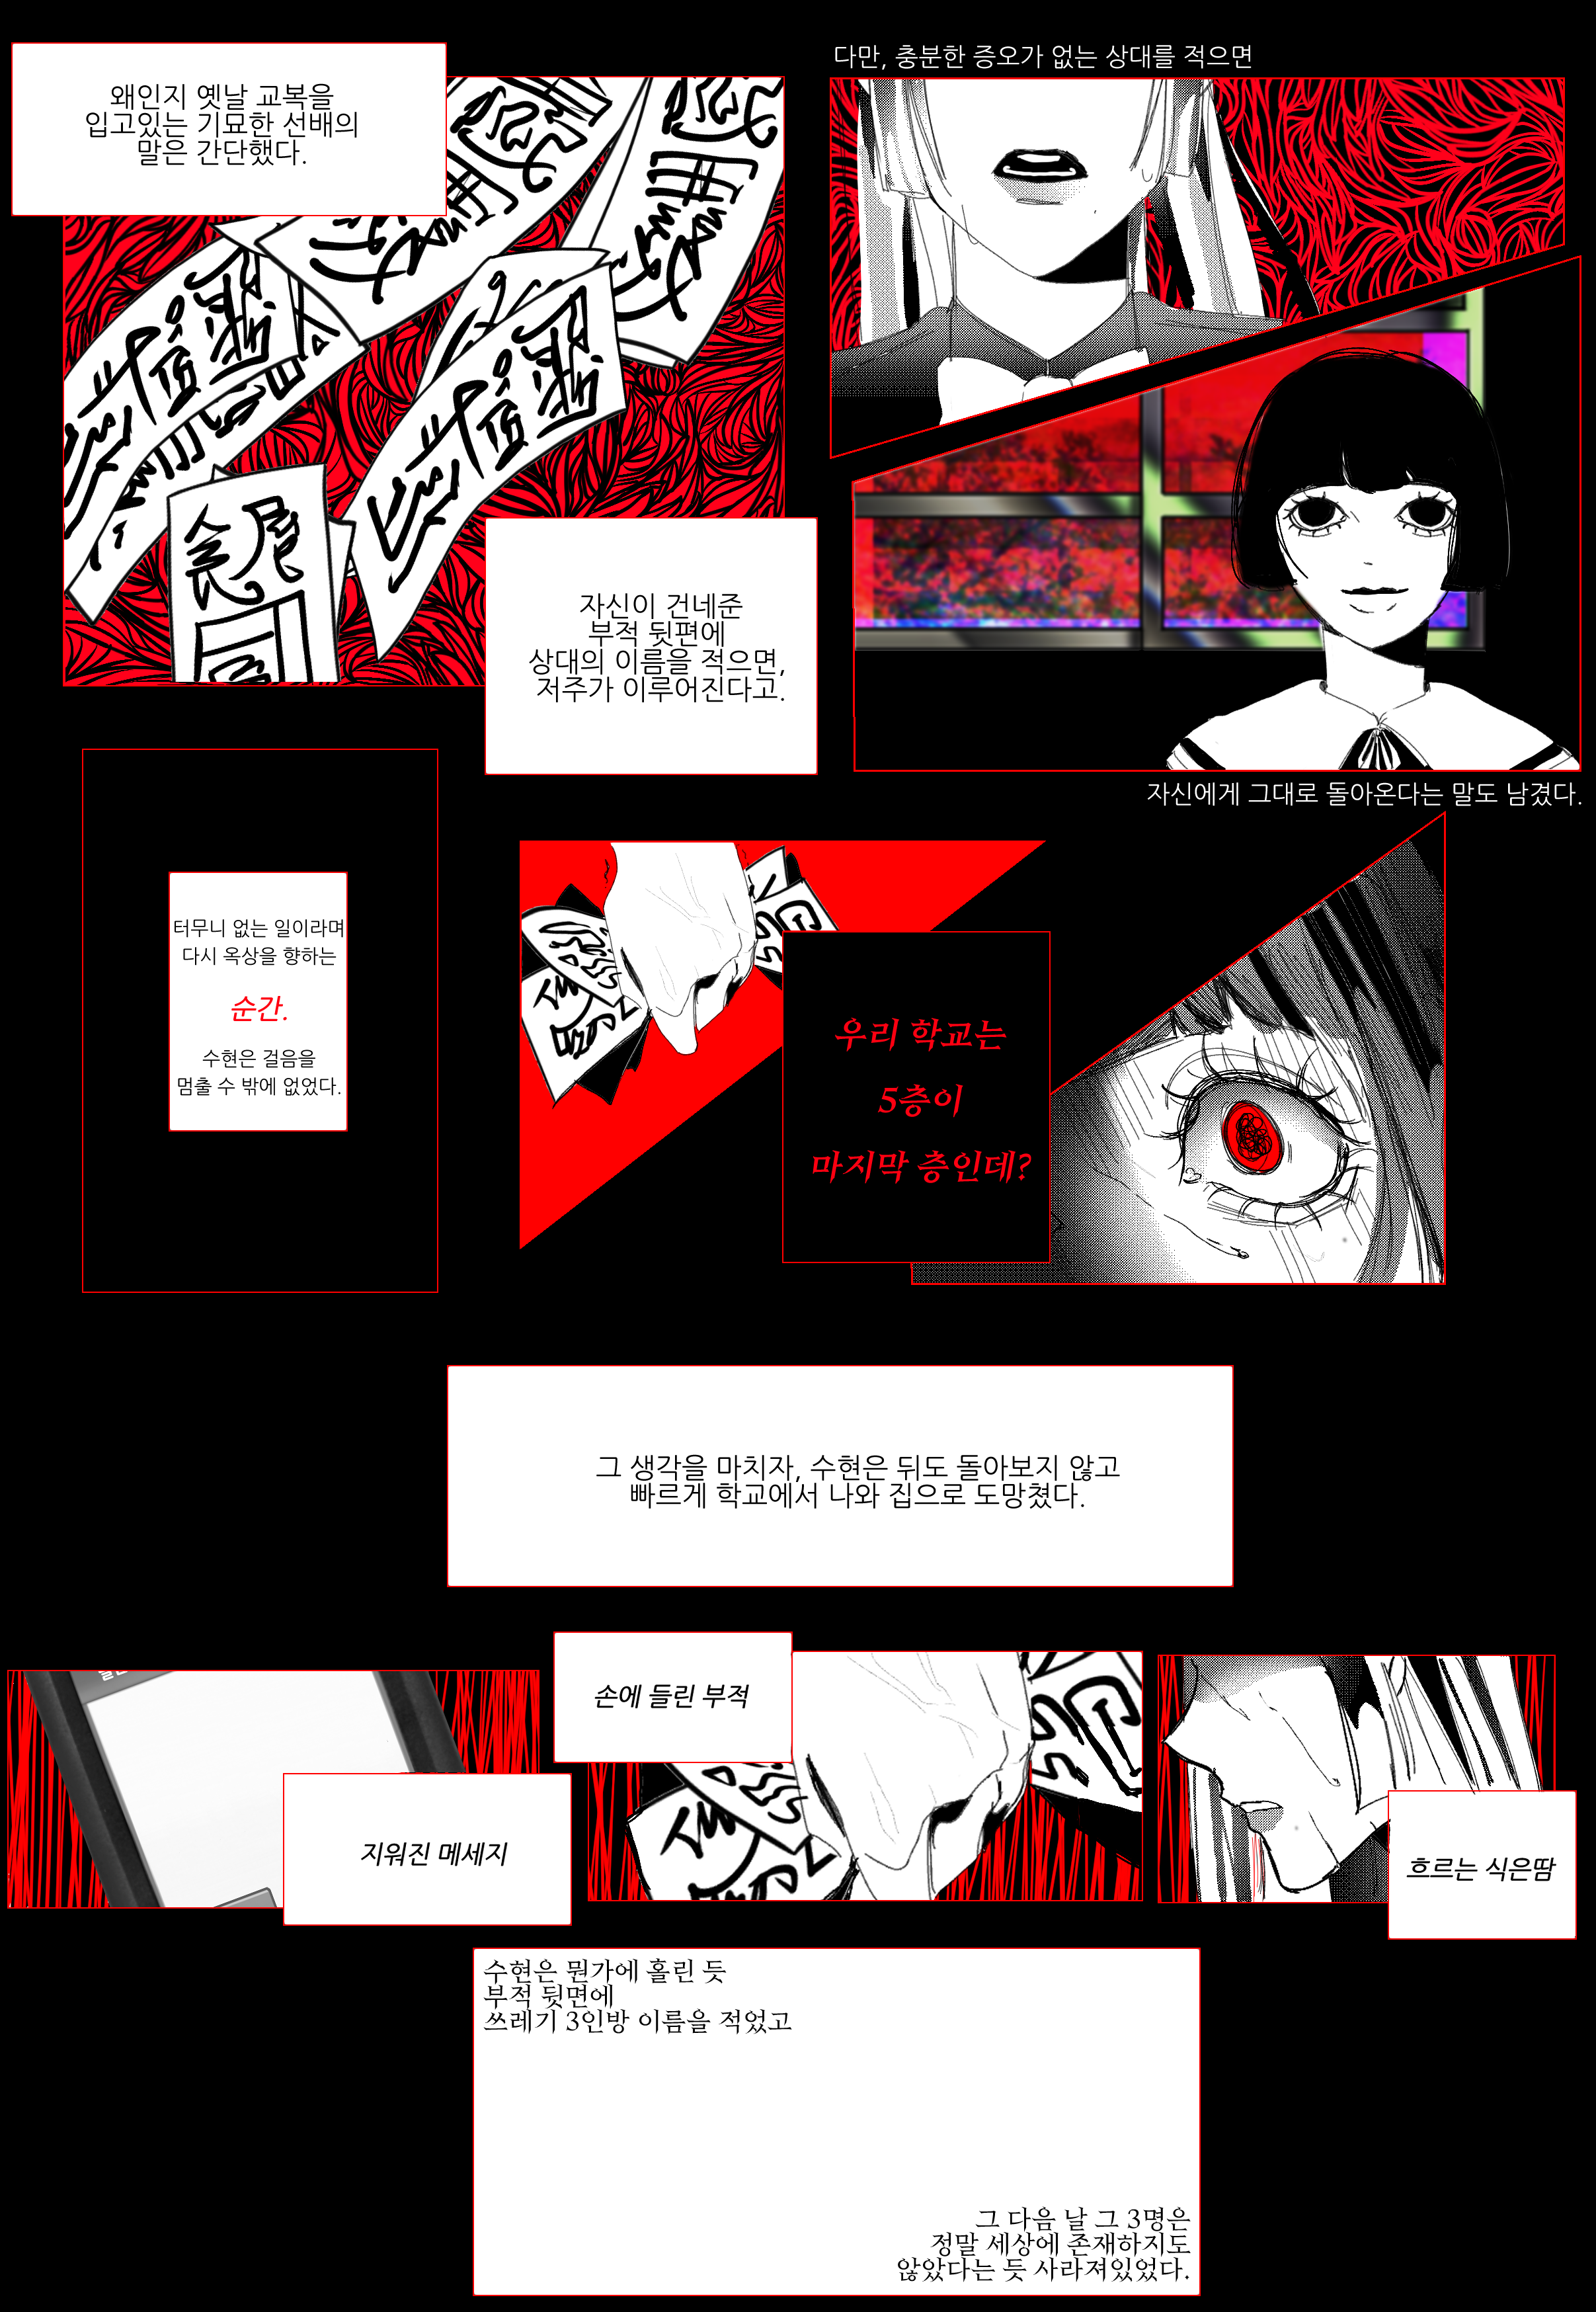 왜인지 옛날 교복을
입고있는 기묘한 선배의
말은 간단했다.
자신이 건네준
부적 뒷편에
상대의 이름을 적으면,
저주가 이루어진다고.
다만, 충분한 증오가 없는 상대를 적으면
자신에게 그대로 돌아온다는 말도 남겼다.
터무니 없는 일이라며
다시 옥상을 향하는
순간.
수현은 걸음을
멈출 수 밖에 없었다.
우리 학교는
5층이
마지막 층인데?
그 생각을 마치자, 수현은 뒤도 돌아보지 않고
빠르게 학교에서 나와 집으로 도망쳤다.
지워진 메세지
손에 들린 부적
흐르는 식은땀
수현은 뭔가에 홀린 듯
부적 뒷면에
쓰레기 3인방 이름을 적었고
그 다음 날 그 3명은
정말 세상에 존재하지도
않았다는 듯 사라져있었다.